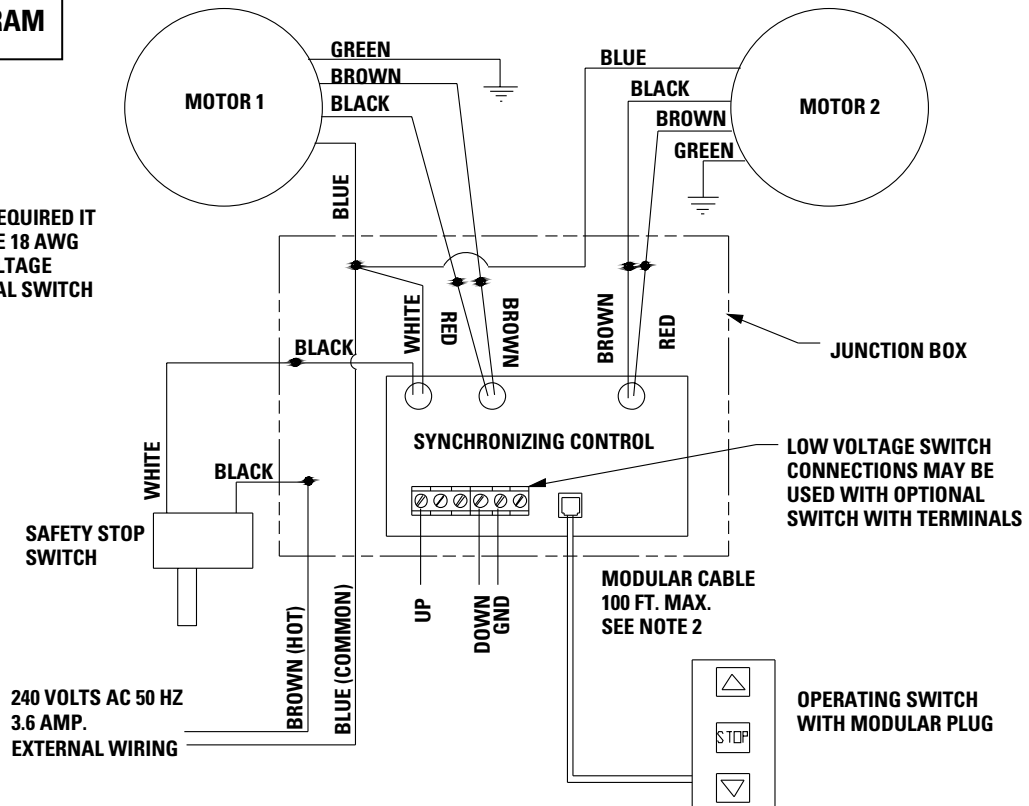 RAM
GREEN
BROWN
BLACK
MOTOR 1
BLUE
BLUE
BLACK
BROWN
GREEN
MOTOR 2
EQUIRED IT
E 18 AWG
LTAGE
AL SWITCH
WHITE
RED
BROWN
BROWN
RED
BLACK
JUNCTION BOX
SYNCHRONIZING CONTROL
LOW VOLTAGE SWITCH
CONNECTIONS MAY BE
USED WITH OPTIONAL
SWITCH WITH TERMINALS
WHITE
BLACK
SAFETY STOP
SWITCH
UP
DOWN
GND
MODULAR CABLE
100 FT. MAX.
SEE NOTE 2
BROWN (HOT)
BLUE (COMMON)
240 VOLTS AC 50 HZ
3.6 AMP.
EXTERNAL WIRING
STOP
OPERATING SWITCH
WITH MODULAR PLUG